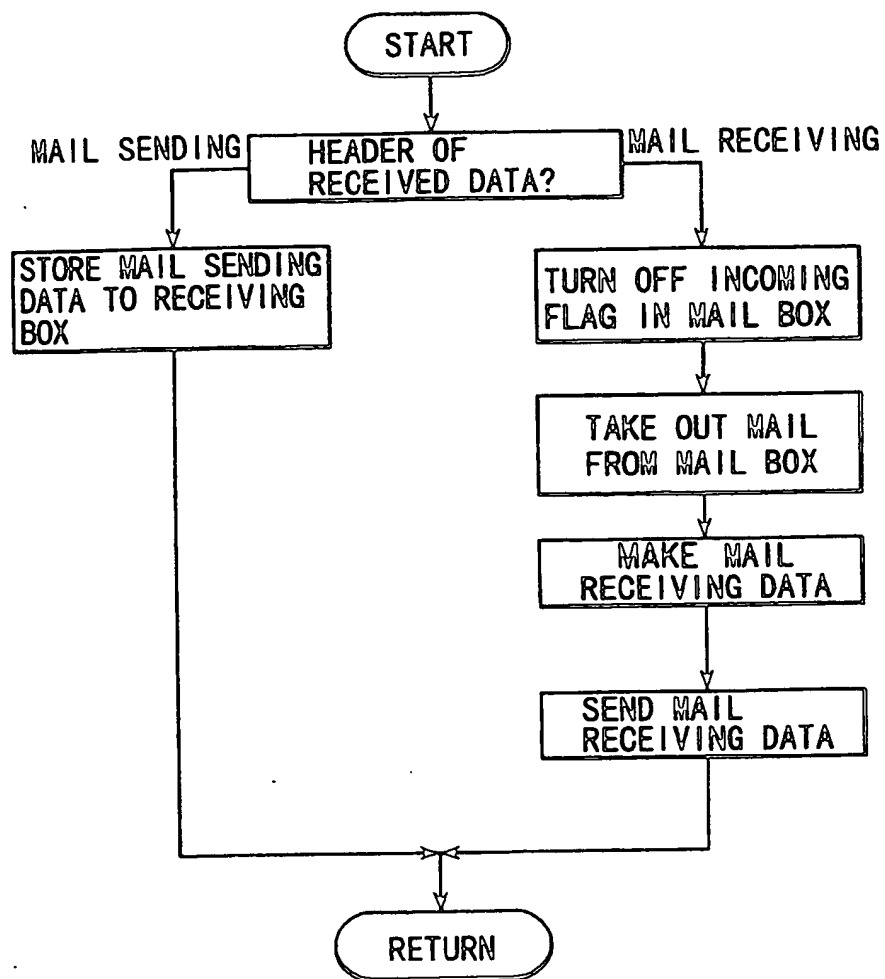 START
MAIL SENDING
HEADER OF
RECEIVED DATA?
MAIL RECEIVING
STORE MAIL SENDING
DATA TO RECEIVING
BOX
TURN OFF INCOMING
FLAG IN MAIL BOX
TAKE OUT MAIL
FROM MAIL BOX
MAKE MAIL
RECEIVING DATA
SEND MAIL
RECEIVING DATA
RETURN